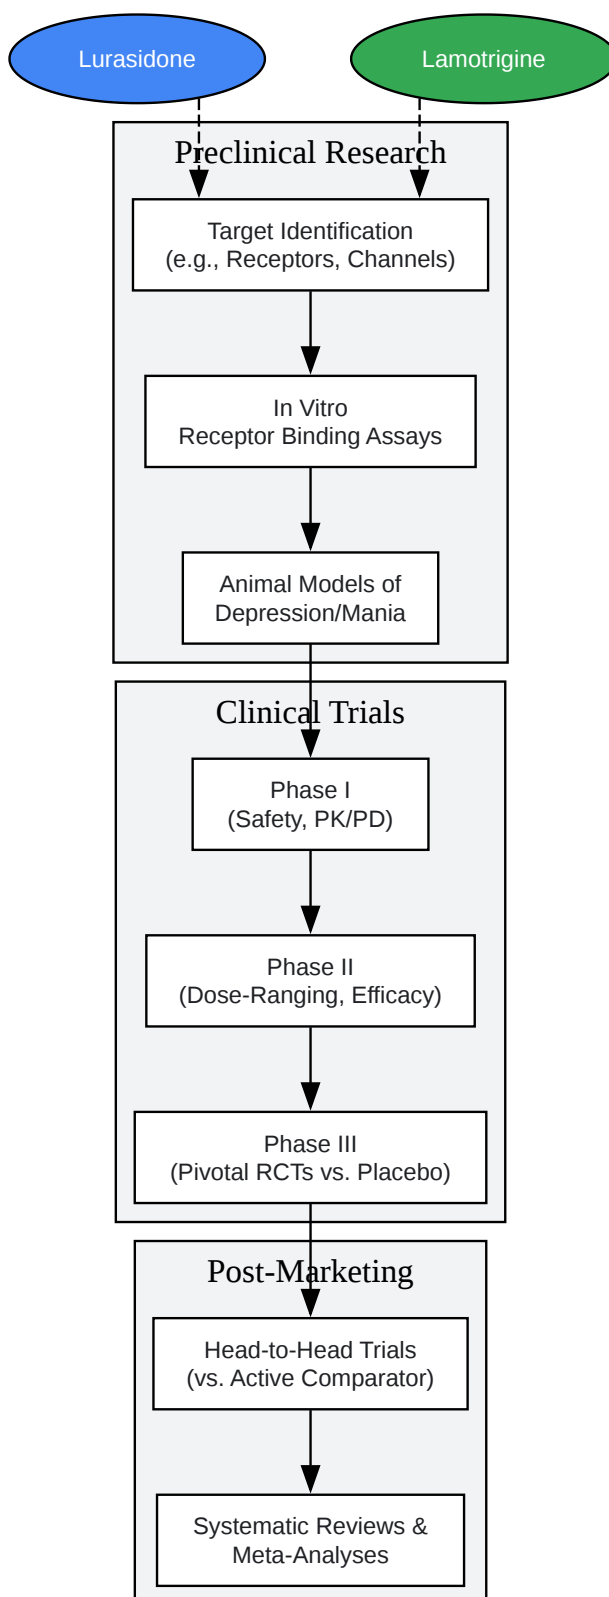 Lurasidone
Lamotrigine
Preclinical Research
Target Identification
(e.g., Receptors, Channels)
In Vitro
Receptor Binding Assays
Animal Models of
Depression/Mania
Clinical Trials
Phase I
(Safety, PK/PD)
Phase II
(Dose-Ranging, Efficacy)
Phase III
(Pivotal RCTs vs. Placebo)
Post-Marketing
Head-to-Head Trials
(vs. Active Comparator)
Systematic Reviews &
Meta-Analyses